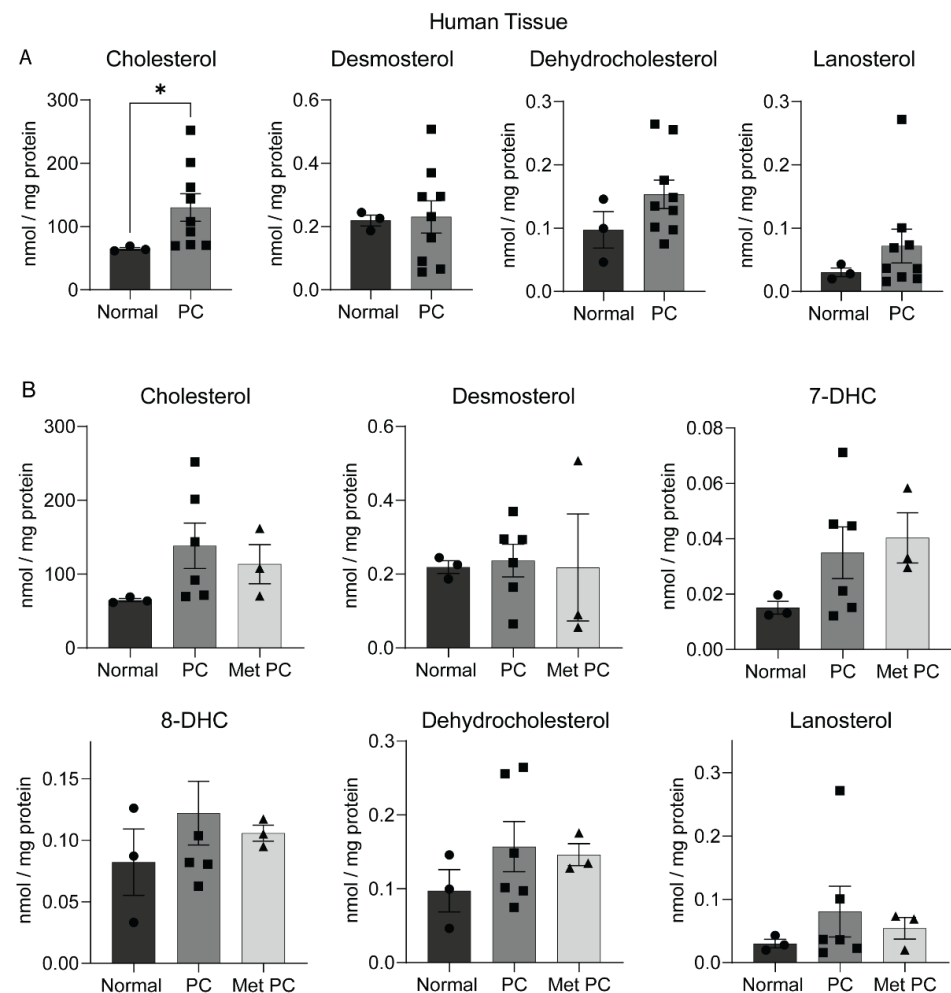 Human Tissue
A
Cholesterol
Desmosterol
Dehydrocholesterol
Lanosterol
*
nmol / mg protein
300
200
100
0
Normal PC
nmol / mg protein
0.6
0.4
0.2
0.0
Normal PC
nmol / mg protein
0.3
0.2
0.1
0.0
Normal PC
nmol / mg protein
0.3
0.2
0.1
0.0
Normal PC
B
Cholesterol
nmol / mg protein
300
200
100
0
Normal PC Met PC
Desmosterol
nmol / mg protein
0.6
0.4
0.2
0.0
Normal PC Met PC
7-DHC
nmol / mg protein
0.08
0.06
0.04
0.02
0.00
Normal PC Met PC
8-DHC
nmol / mg protein
0.15
0.10
0.05
0.00
Normal PC Met PC
Dehydrocholesterol
nmol / mg protein
0.3
0.2
0.1
0.0
Normal PC Met PC
Lanosterol
nmol / mg protein
0.3
0.2
0.1
0.0
Normal PC Met PC